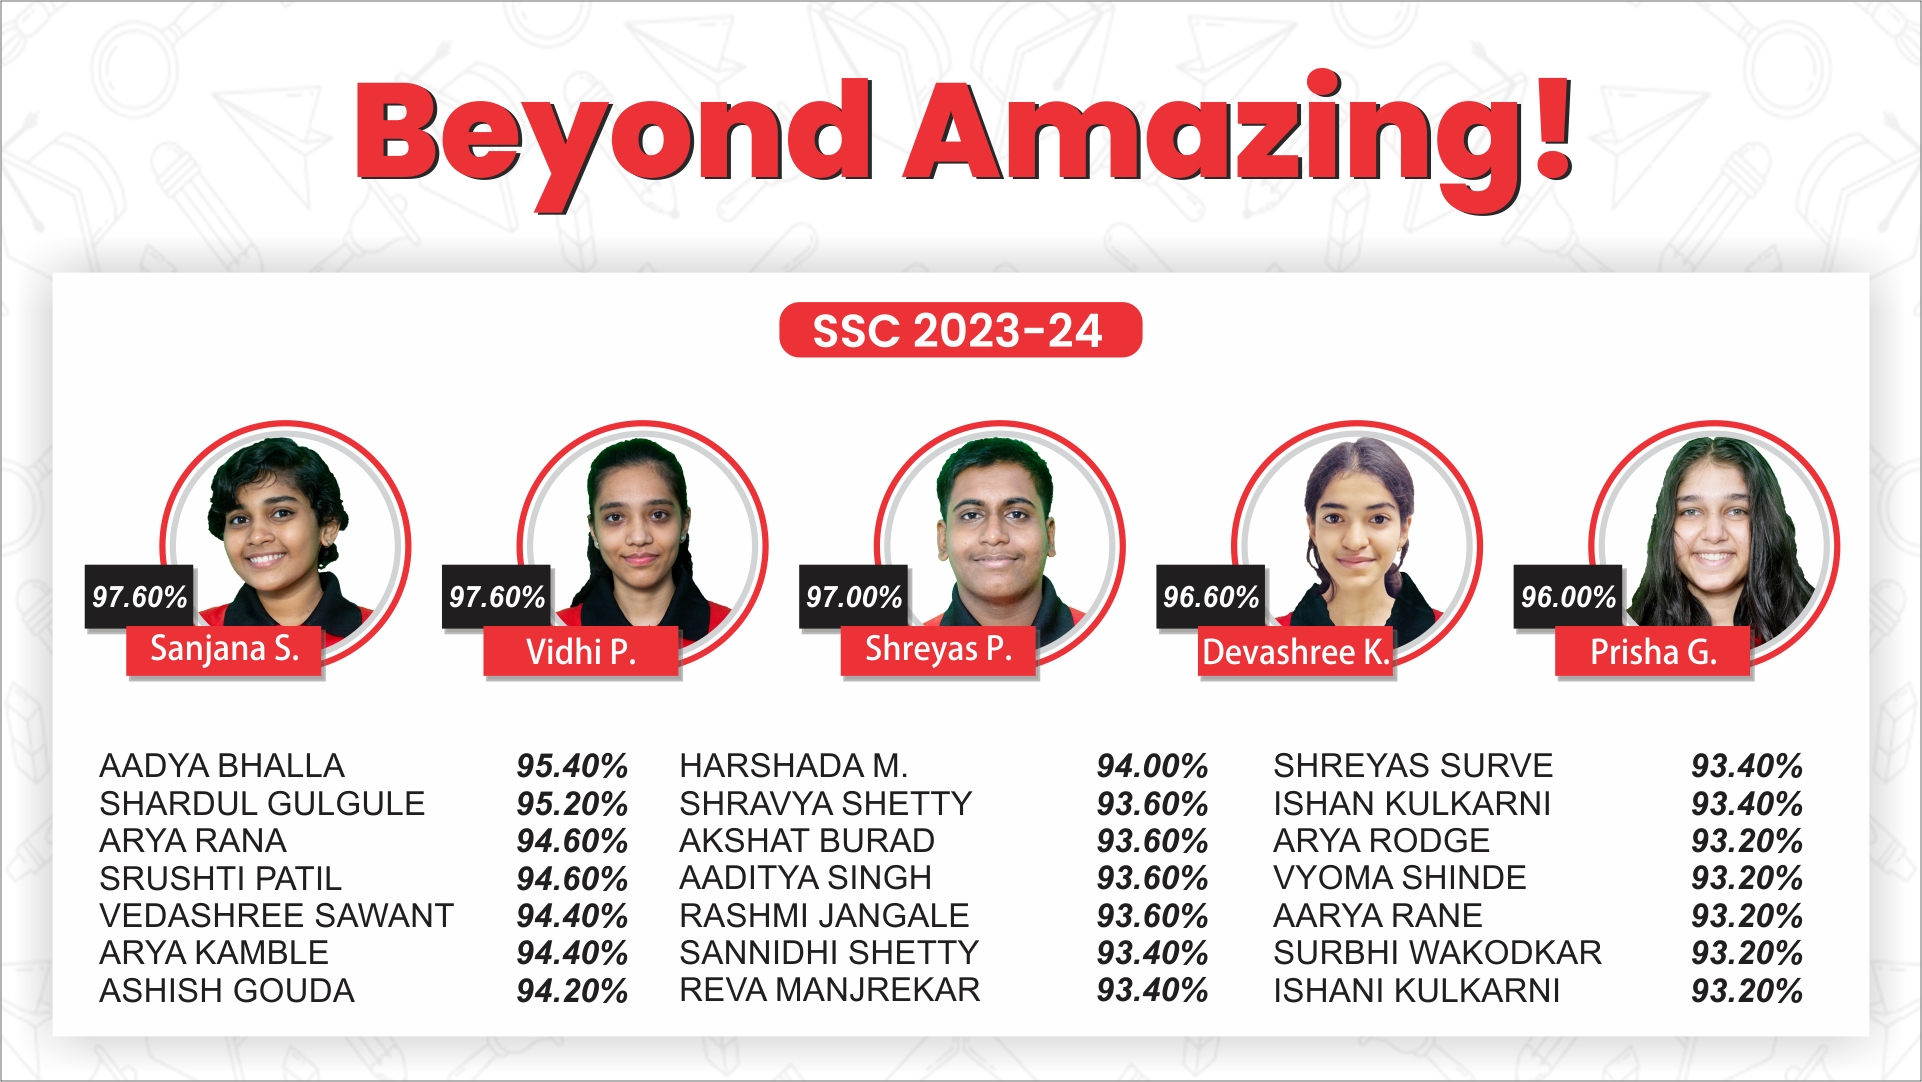 Beyond Amazing!
SSC 2023-24
97.60%
Sanjana S.
97.60%
Vidhi P.
97.00%
Shreyas P.
96.60%
Devashree K.
96.00%
Prisha G.
AADYA BHALLA 95.40%
SHARDUL GULGULE 95.20%
ARYA RANA 94.60%
SRUSHTI PATIL 94.60%
VEDASHREE SAWANT 94.40%
ARYA KAMBLE 94.40%
ASHISH GOUDA 94.20%
HARSHADA M. 94.00%
SHRAVYA SHETTY 93.60%
AKSHAT BURAD 93.60%
AADITYA SINGH 93.60%
RASHMI JANGALE 93.60%
SANNIDHI SHETTY 93.40%
REVA MANJREKAR 93.40%
SHREYAS SURVE 93.40%
ISHAN KULKARNI 93.40%
ARYA RODGE 93.20%
VYOMA SHINDE 93.20%
AARYA RANE 93.20%
SURBHI WAKODKAR 93.20%
ISHANI KULKARNI 93.20%